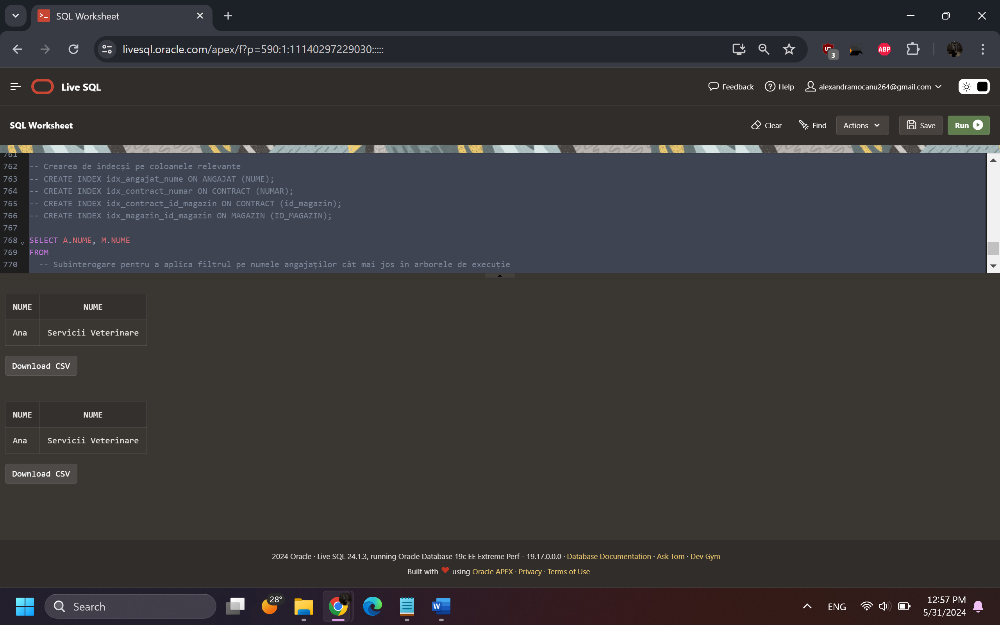 SQL Worksheet
livesql.oracle.com/apex/f?p=590:1:11140297229030:::::
UD
3
ABP
Live SQL
Feedback
Help
alexandramocanu264@gmail.com
SQL Worksheet
Clear
Find
Actions
Save
Run
761
762 -- Crearea de indecși pe coloanele relevante
763 -- CREATE INDEX idx_angajat_nume ON ANGAJAT (NUME);
764 -- CREATE INDEX idx_contract_numar ON CONTRACT (NUMAR);
765 -- CREATE INDEX idx_contract_id_magazin ON CONTRACT (id_magazin);
766 -- CREATE INDEX idx_magazin_id_magazin ON MAGAZIN (ID_MAGAZIN);
767
768 SELECT A.NUME, M.NUME
769 FROM
770 -- Subinterogare pentru a aplica filtrul pe numele angajaților cât mai jos în arborele de execuție
NUME NUME
Ana Servicii Veterinare
Download CSV
NUME NUME
Ana Servicii Veterinare
Download CSV
2024 Oracle · Live SQL 24.1.3, running Oracle Database 19c EE Extreme Perf - 19.17.0.0.0 · Database Documentation · Ask Tom · Dev Gym
Built with ❤ using Oracle APEX · Privacy · Terms of Use
Search
28°
W
ENG
12:57 PM
5/31/2024